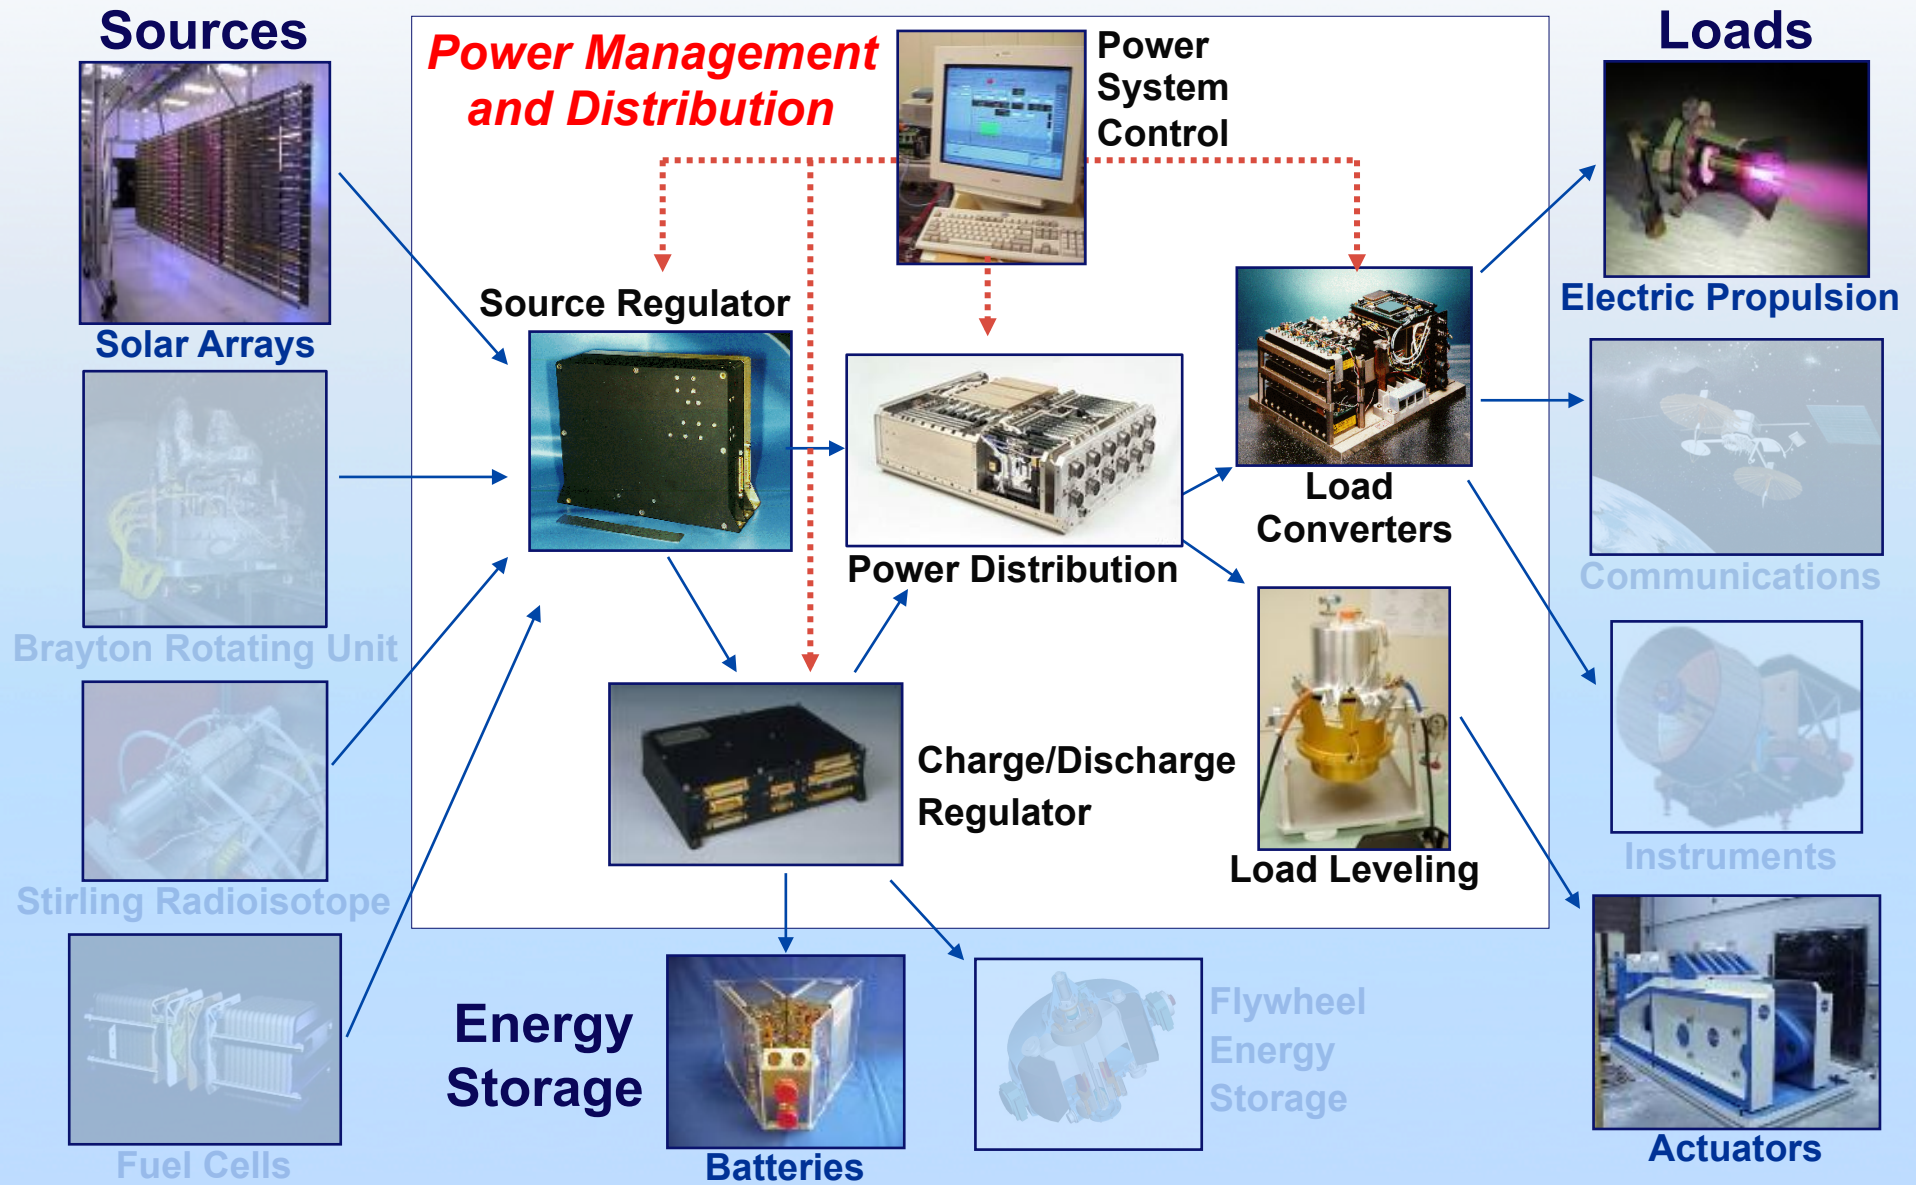 Sources
Power Management
and Distribution
Power
System
Control
Loads
Solar Arrays
Source Regulator
Electric Propulsion
Brayton Rotating Unit
Power Distribution
Load
Converters
Communications
Stirling Radioisotope
Charge/Discharge
Regulator
Load Leveling
Instruments
Fuel Cells
Energy
Storage
Batteries
Flywheel
Energy
Storage
Actuators